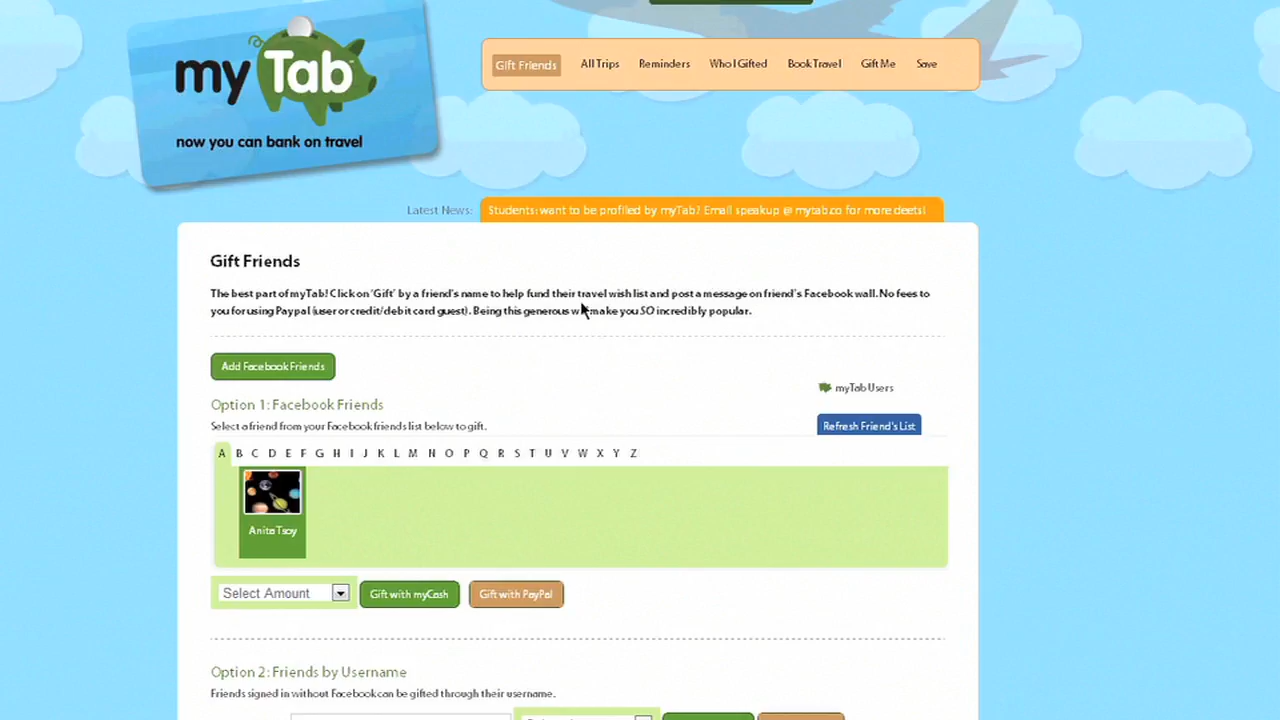 my Tab
now you can bank on travel
Gift Friends All Trips Reminders Who I Gifted Book Travel Gift Me Save
Latest News: Students: want to be profiled by myTab? Email speakup @ mytab.co for more deets!
Gift Friends
The best part of myTab! Click on 'Gift' by a friend's name to help fund their travel wish list and post a message on friend's Facebook wall. No fees to
you for using Paypal (user or credit/debit card guest). Being this generous will make you SO incredibly popular.
Add Facebook Friends
myTab Users
Option 1: Facebook Friends
Select a friend from your Facebook friends list below to gift.
Refresh Friend's List
A B C D E F G H I J K L M N O P Q R S T U V W X Y Z
Anita Tsoy
Select Amount Gift with myCash Gift with PayPal
Option 2: Friends by Username
Friends signed in without Facebook can be gifted through their username.